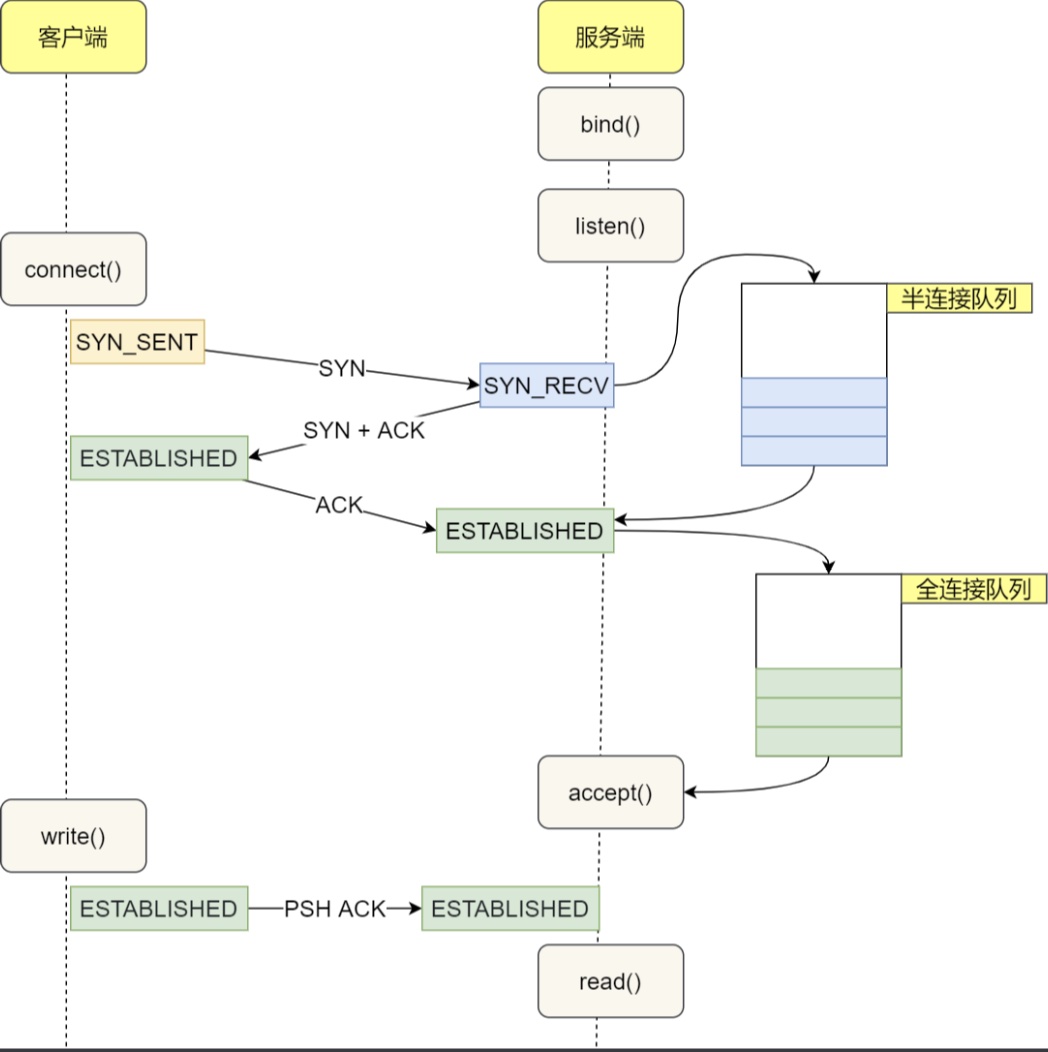 客户端
服务端
bind()
listen()
connect()
半连接队列
SYN_SENT
SYN
SYN_RECV
SYN + ACK
ESTABLISHED
ACK
ESTABLISHED
全连接队列
accept()
write()
ESTABLISHED
PSH ACK
ESTABLISHED
read()